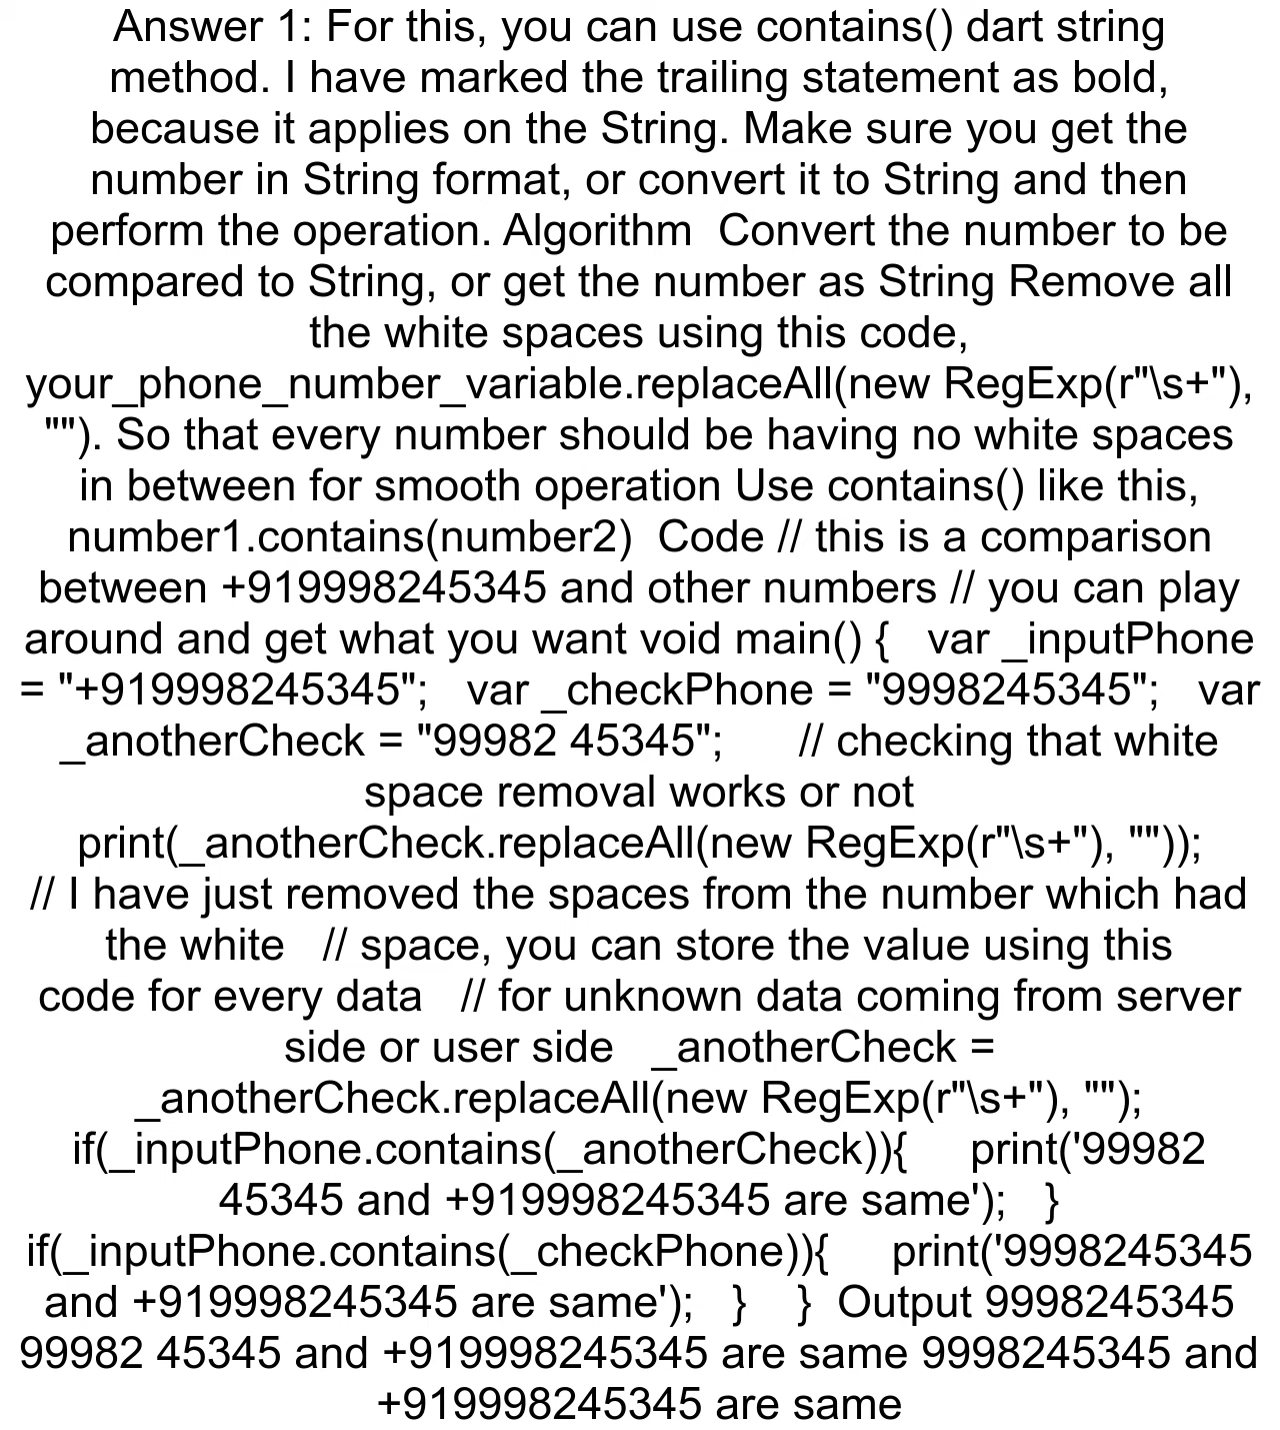 Answer 1: For this, you can use contains() dart string
method. I have marked the trailing statement as bold,
because it applies on the String. Make sure you get the
number in String format, or convert it to String and then
perform the operation. Algorithm  Convert the number to be
compared to String, or get the number as String Remove all
the white spaces using this code,
your_phone_number_variable.replaceAll(new RegExp(r"\s+"),
""). So that every number should be having no white spaces
in between for smooth operation Use contains() like this,
number1.contains(number2)  Code // this is a comparison
between +919998245345 and other numbers // you can play
around and get what you want void main() {   var _inputPhone
= "+919998245345";   var _checkPhone = "9998245345";   var
_anotherCheck = "99982 45345";      // checking that white
space removal works or not
print(_anotherCheck.replaceAll(new RegExp(r"\s+"), ""));
// I have just removed the spaces from the number which had
the white   // space, you can store the value using this
code for every data   // for unknown data coming from server
side or user side   _anotherCheck =
_anotherCheck.replaceAll(new RegExp(r"\s+"), "");
if(_inputPhone.contains(_anotherCheck)){     print('99982
45345 and +919998245345 are same');   }
if(_inputPhone.contains(_checkPhone)){     print('9998245345
and +919998245345 are same');   }    }  Output 9998245345
99982 45345 and +919998245345 are same 9998245345 and
+919998245345 are same